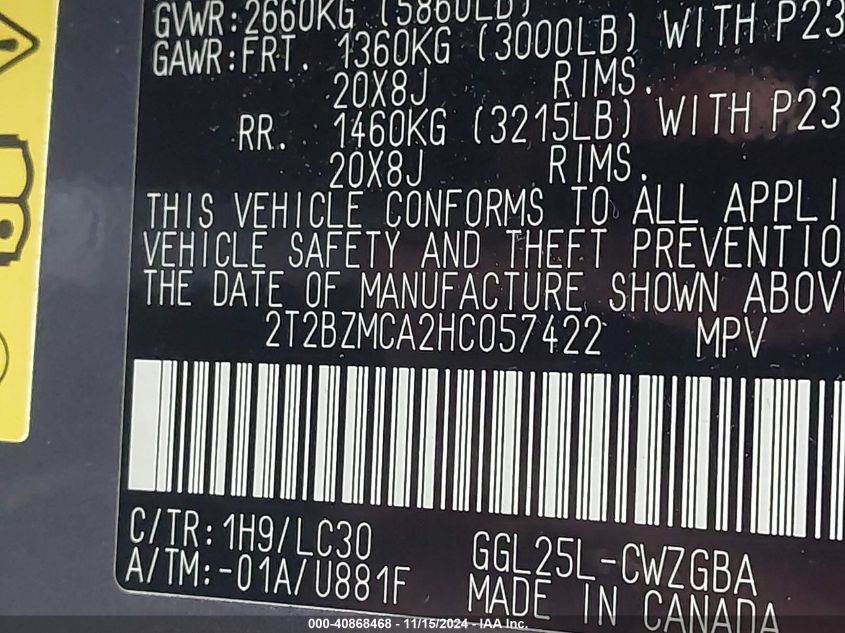 GVWR:2660KG (5860LB)
GAWR:FRT. 1360KG (3000LB) WITH P23
20X8J RIMS.
RR. 1460KG (3215LB) WITH P23
20X8J RIMS.
THIS VEHICLE CONFORMS TO ALL APPLI
VEHICLE SAFETY AND THEFT PREVENTIO
THE DATE OF MANUFACTURE SHOWN ABOV
2T2BZMCA2HC057422 MPV
C/TR:1H9/LC30 GGL25L-CWZGBA
A/TM:-01A/U881F MADE IN CANADA
000-40868468 - 11/15/2024 - IAA Inc.